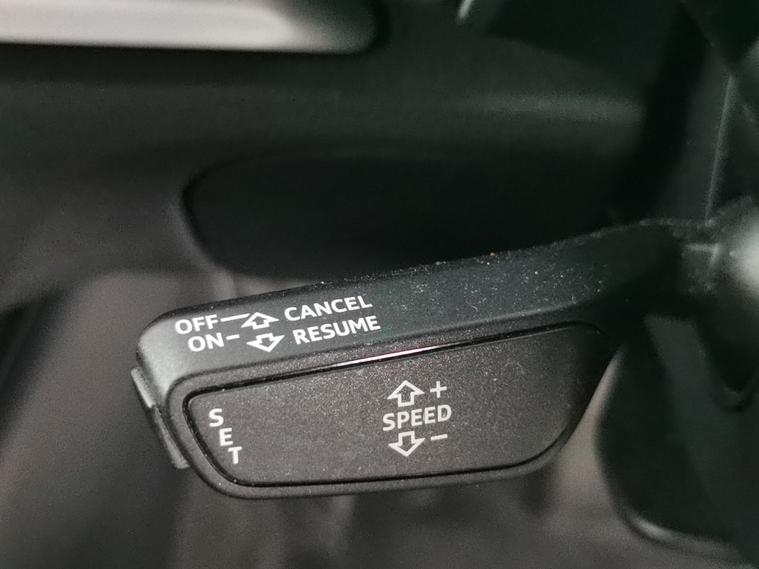 OFF CANCEL
ON RESUME
SET
+
SPEED
-